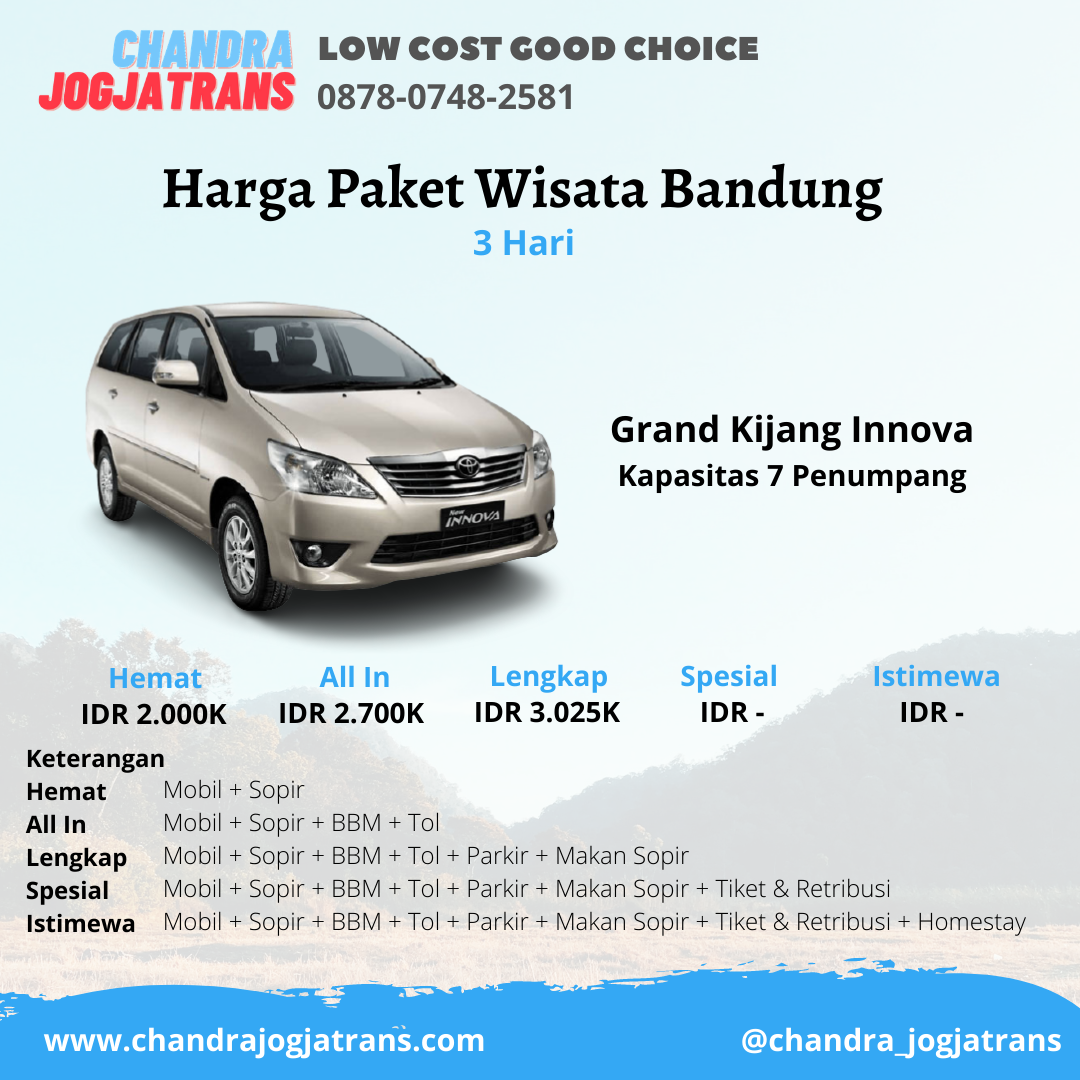 CHANDRA
JOGJATRANS
LOW COST GOOD CHOICE
0878-0748-2581
Harga Paket Wisata Bandung
3 Hari
New
INNOVA
Grand Kijang Innova
Kapasitas 7 Penumpang
Hemat All In Lengkap Spesial Istimewa
IDR 2.000K IDR 2.700K IDR 3.025K IDR - IDR -
Keterangan
Hemat Mobil + Sopir
All In Mobil + Sopir + BBM + Tol
Lengkap Mobil + Sopir + BBM + Tol + Parkir + Makan Sopir
Spesial Mobil + Sopir + BBM + Tol + Parkir + Makan Sopir + Tiket & Retribusi
Istimewa Mobil + Sopir + BBM + Tol + Parkir + Makan Sopir + Tiket & Retribusi + Homestay
www.chandrajogjatrans.com @chandra_jogjatrans